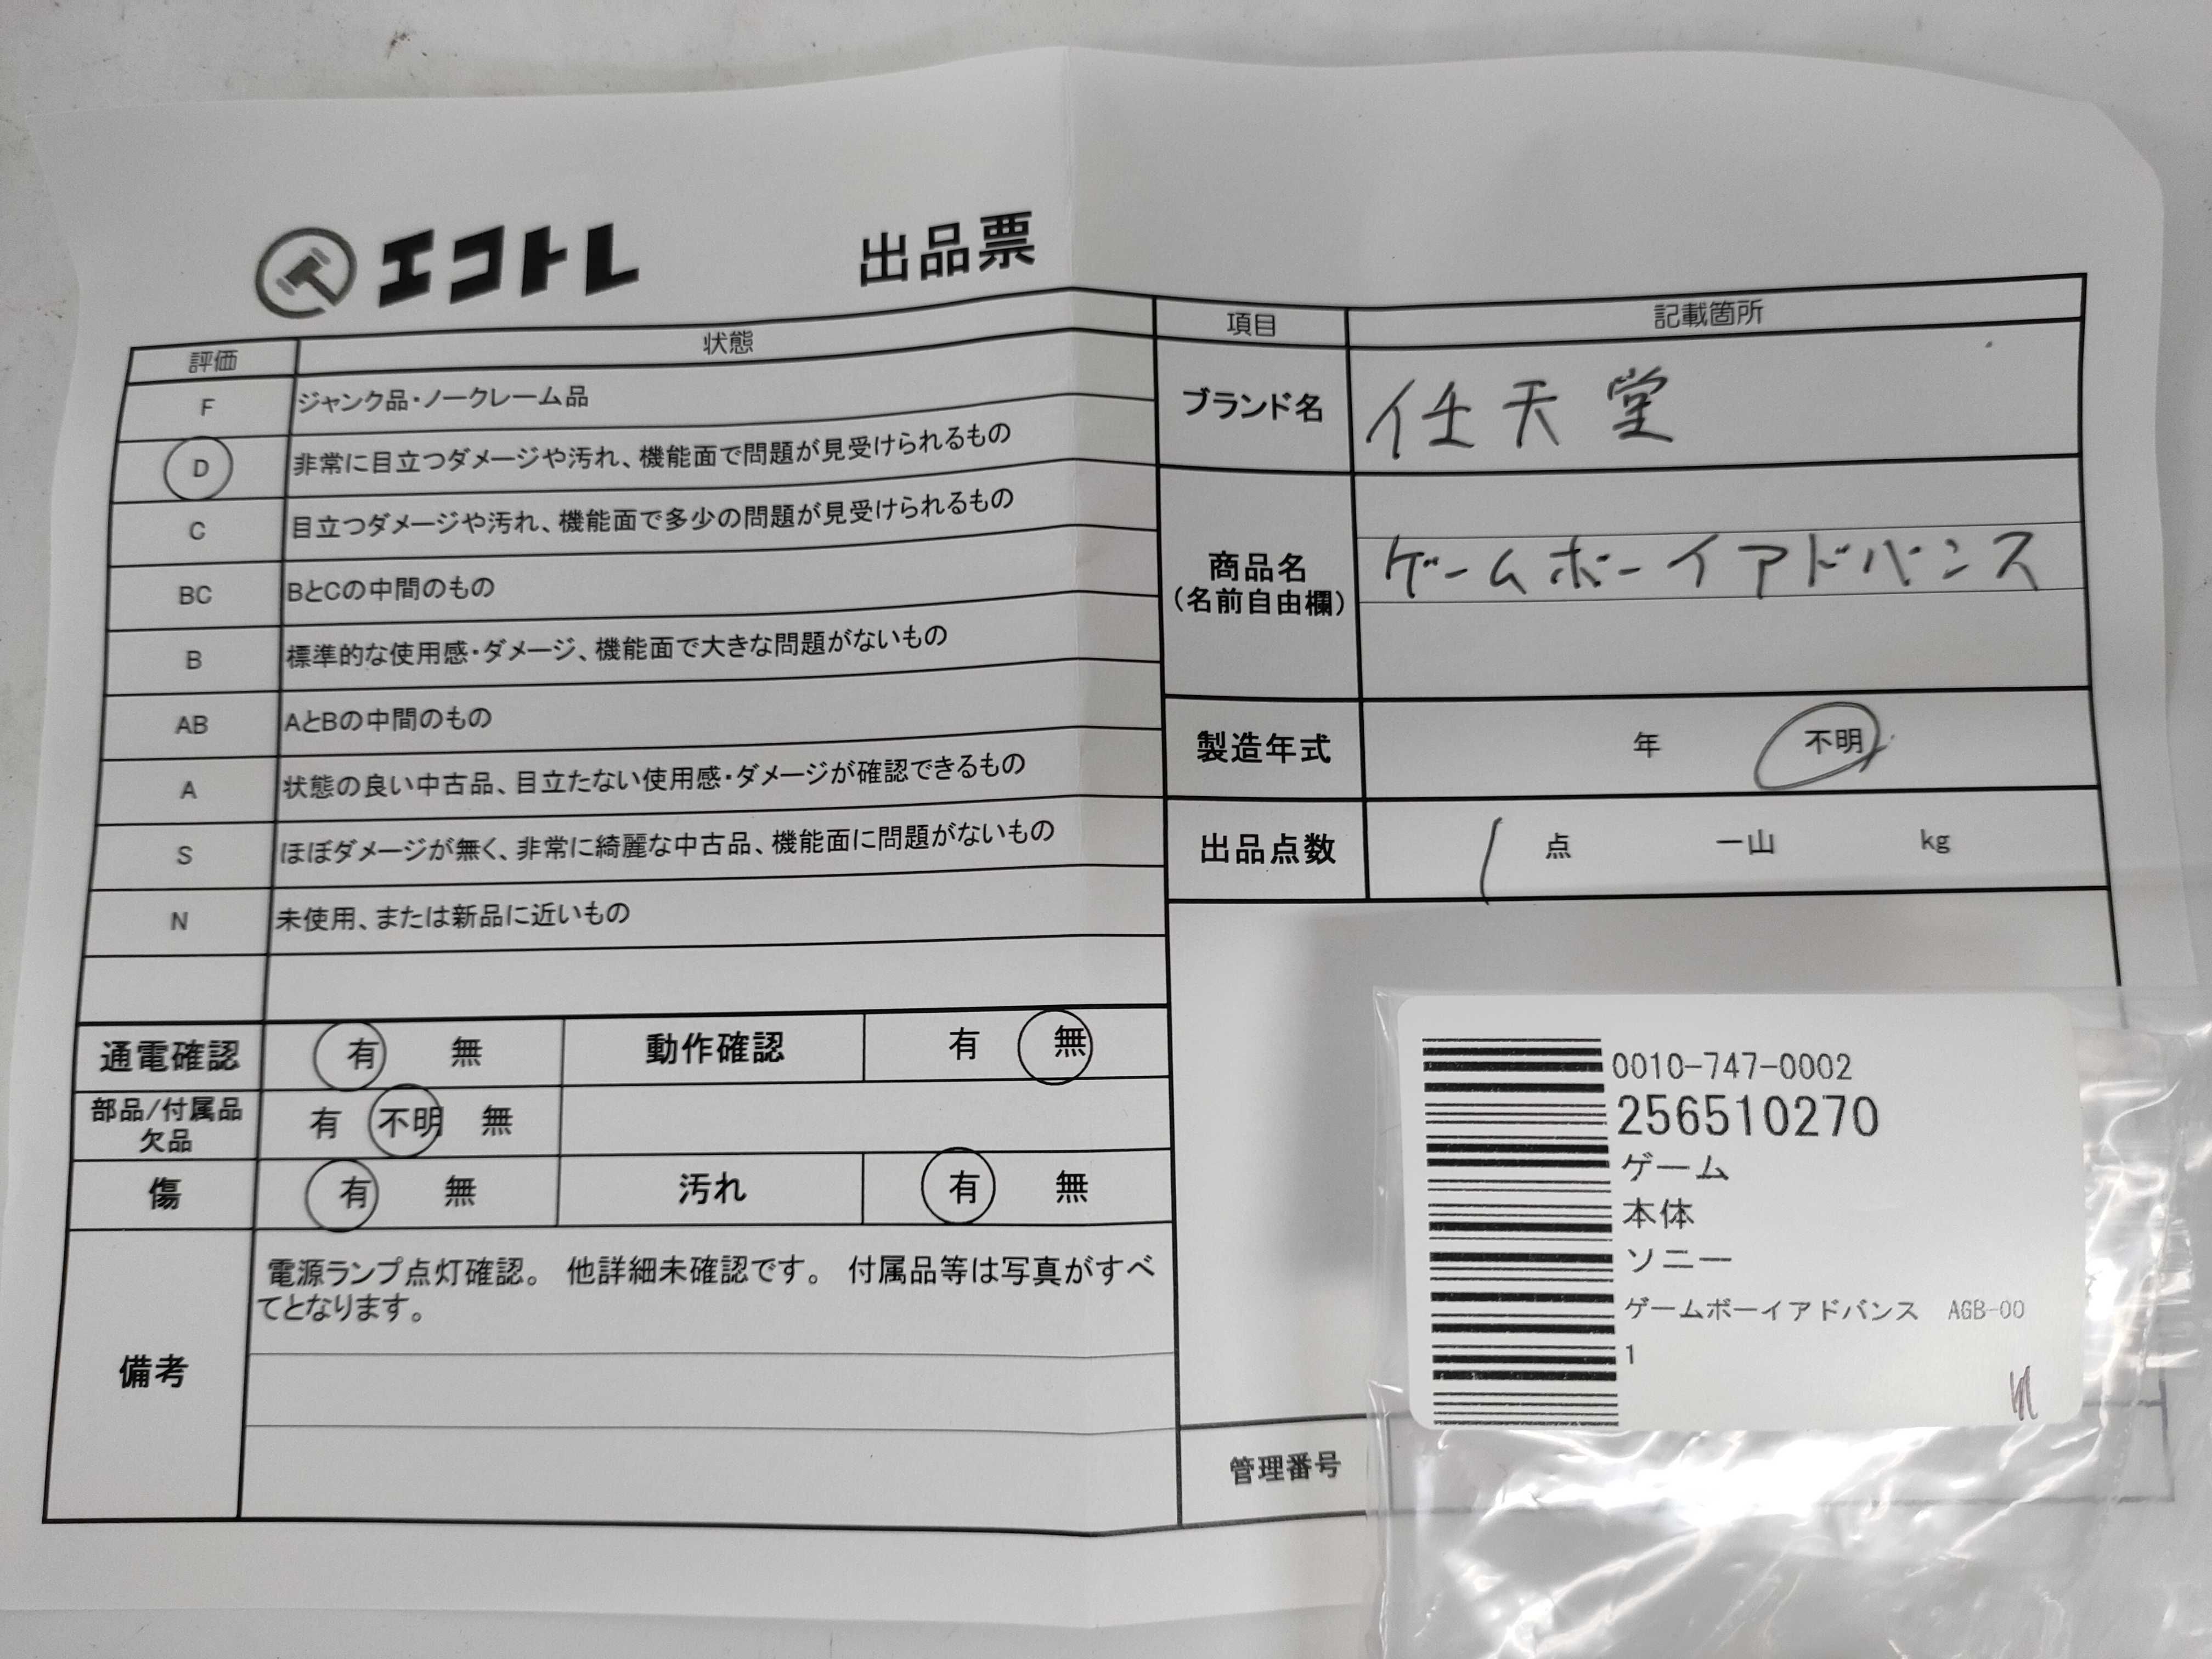 エコトレ 出品票
評価 状態
F ジャンク品・ノークレーム品
D 非常に目立つダメージや汚れ、機能面で問題が見受けられるもの
C 目立つダメージや汚れ、機能面で多少の問題が見受けられるもの
BC BとCの中間のもの
B 標準的な使用感・ダメージ、機能面で大きな問題がないもの
AB AとBの中間のもの
A 状態の良い中古品、目立たない使用感・ダメージが確認できるもの
S ほぼダメージが無く、非常に綺麗な中古品、機能面に問題がないもの
N 未使用、または新品に近いもの
通電確認 有 無 動作確認 有 無
部品/付属品
欠品 有 不明 無
傷 有 無 汚れ 有 無
備考
電源ランプ点灯確認。 他詳細未確認です。 付属品等は写真がすべ
てとなります。
項目 記載箇所
ブランド名 任天堂
商品名
(名前自由欄)
ゲームボーイアドバンス
製造年式 年 不明
出品点数 1 点 一山 kg
管理番号
0010-747-0002
256510270
ゲーム
本体
ソニー
ゲームボーイアドバンス AGB-00
1